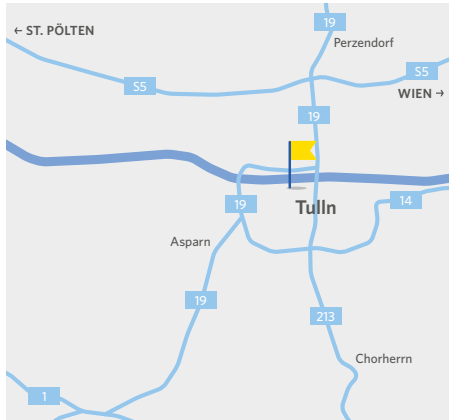 19
← ST. PÖLTEN
Perzendorf
S5
S5
WIEN →
19
19
Tulln
14
Asparn
19
213
Chorherrn
1